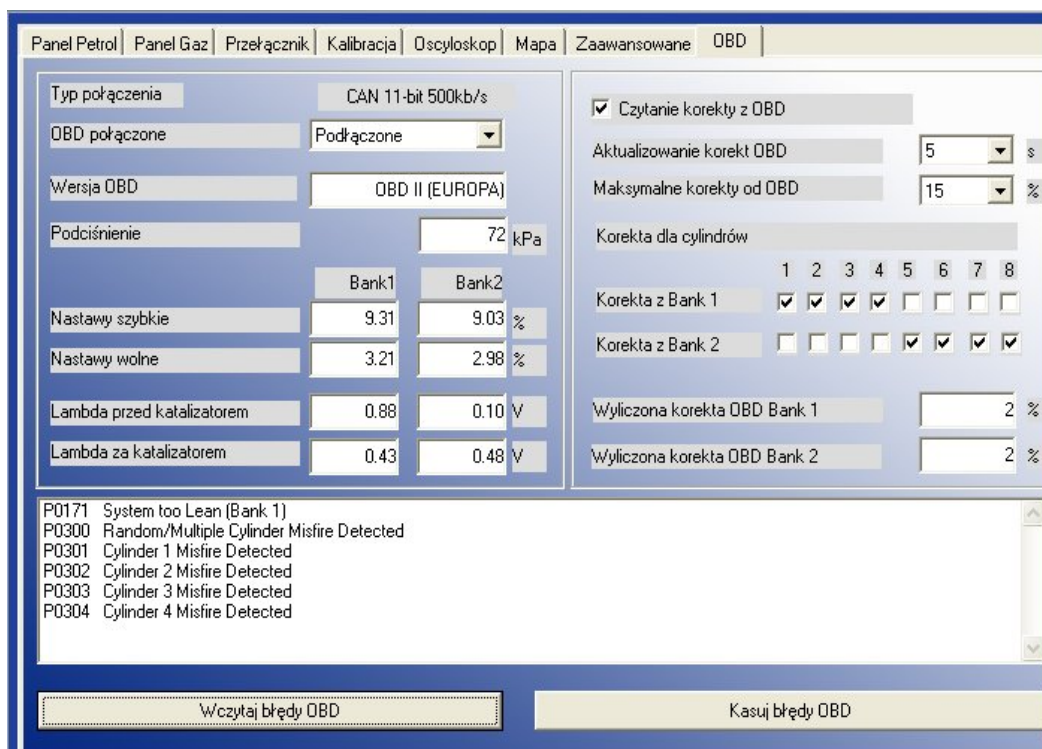 Panel Petrol Panel Gaz Przełącznik Kalibracja Oscyloskop Mapa Zaawansowane OBD
Typ połączenia CAN 11-bit 500kb/s
OBD połączone Podłączone
Wersja OBD OBD II (EUROPA)
Podciśnienie 72 kPa
Bank1 Bank2
Nastawy szybkie 9.31 9.03 %
Nastawy wolne 3.21 2.98 %
Lambda przed katalizatorem 0.88 0.10 V
Lambda za katalizatorem 0.43 0.48 V
Czytanie korekty z OBD
Aktualizowanie korekt OBD 5 s
Maksymalne korekty od OBD 15 %
Korekta dla cylindrów
1 2 3 4 5 6 7 8
Korekta z Bank 1
Korekta z Bank 2
Wyliczona korekta OBD Bank 1 2 %
Wyliczona korekta OBD Bank 2 2 %
P0171 System too Lean (Bank 1)
P0300 Random/Multiple Cylinder Misfire Detected
P0301 Cylinder 1 Misfire Detected
P0302 Cylinder 2 Misfire Detected
P0303 Cylinder 3 Misfire Detected
P0304 Cylinder 4 Misfire Detected
Wczytaj błędy OBD Kasuj błędy OBD